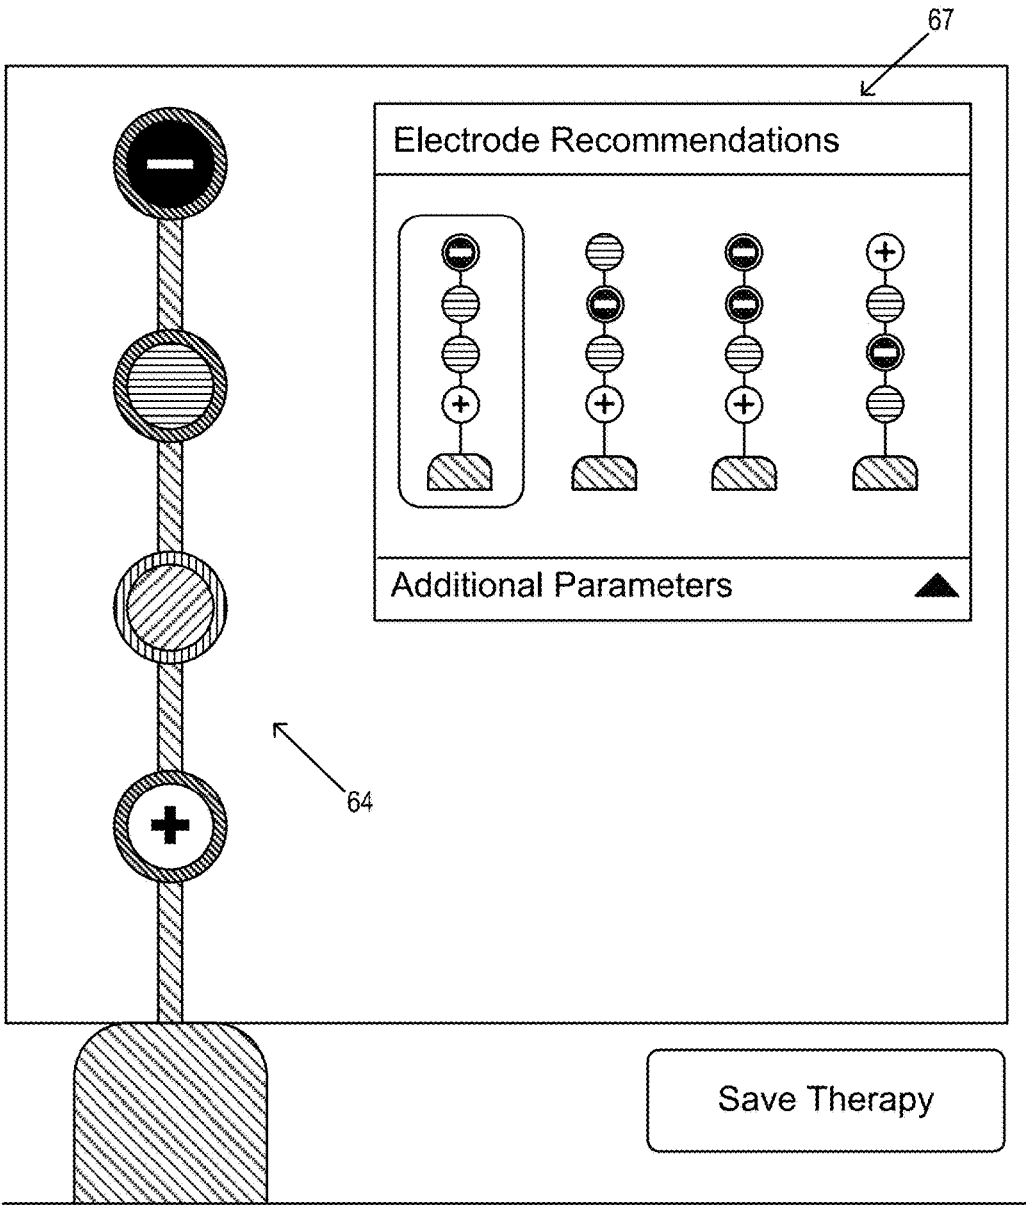 67
Electrode Recommendations
Additional Parameters
64
Save Therapy